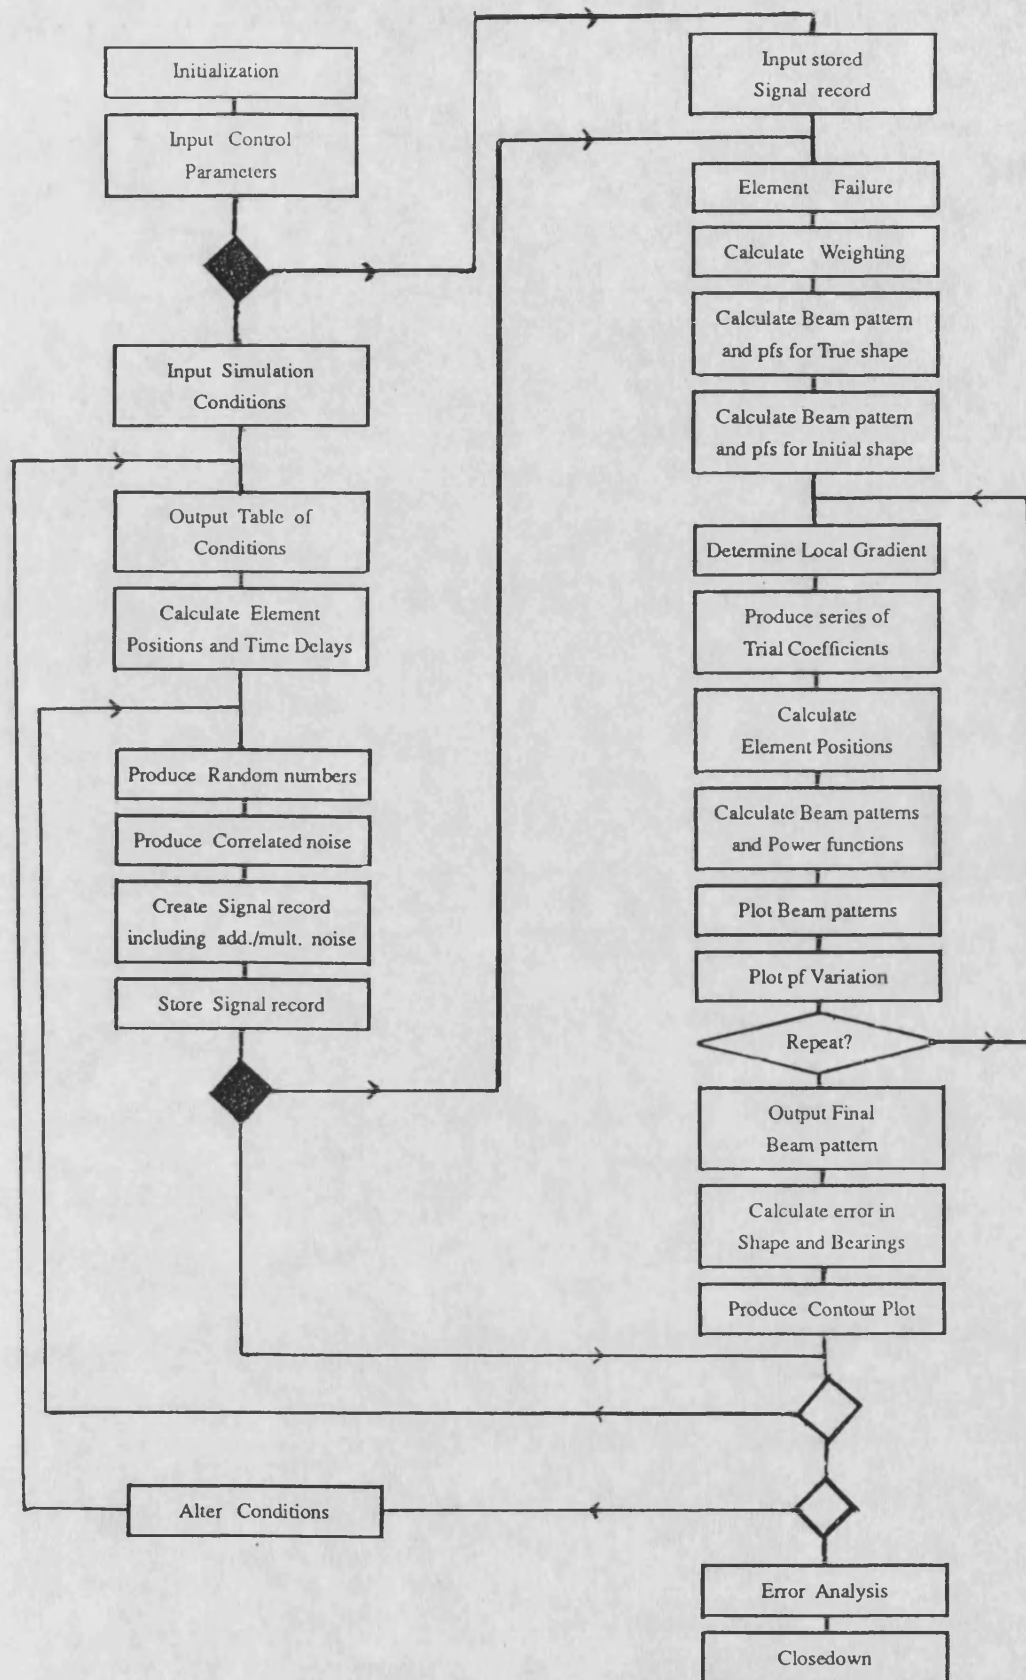 Initialization
Input Control
Parameters
Input Simulation
Conditions
Output Table of
Conditions
Calculate Element
Positions and Time Delays
Produce Random numbers
Produce Correlated noise
Create Signal record
including add./mult. noise
Store Signal record
Alter Conditions
Input stored
Signal record
Element Failure
Calculate Weighting
Calculate Beam pattern
and pfs for True shape
Calculate Beam pattern
and pfs for Initial shape
Determine Local Gradient
Produce series of
Trial Coefficients
Calculate
Element Positions
Calculate Beam patterns
and Power functions
Plot Beam patterns
Plot pf Variation
Repeat?
Output Final
Beam pattern
Calculate error in
Shape and Bearings
Produce Contour Plot
Error Analysis
Closedown